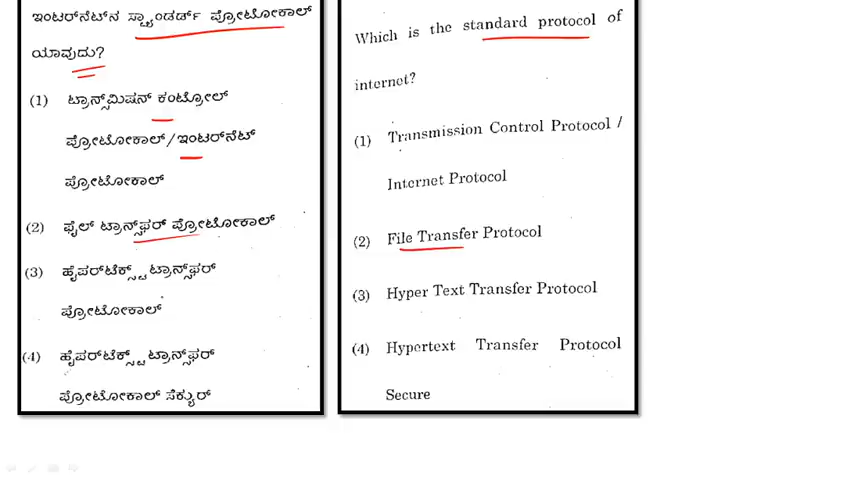 ಇಂಟರ್‌ನೆಟ್‌ನ ಸ್ಟ್ಯಾಂಡರ್ಡ್ ಪ್ರೋಟೋಕಾಲ್
ಯಾವುದು?
(1) ಟ್ರಾನ್ಸ್‌ಮಿಷನ್ ಕಂಟ್ರೋಲ್
ಪ್ರೋಟೋಕಾಲ್/ಇಂಟರ್‌ನೆಟ್
ಪ್ರೋಟೋಕಾಲ್
(2) ಫೈಲ್ ಟ್ರಾನ್ಸ್‌ಫರ್ ಪ್ರೋಟೋಕಾಲ್
(3) ಹೈಪರ್‌ಟೆಕ್ಸ್ಟ್ ಟ್ರಾನ್ಸ್‌ಫರ್
ಪ್ರೋಟೋಕಾಲ್
(4) ಹೈಪರ್‌ಟೆಕ್ಸ್ಟ್ ಟ್ರಾನ್ಸ್‌ಫರ್
ಪ್ರೋಟೋಕಾಲ್ ಸೆಕ್ಯುರ್
Which is the standard protocol of
internet?
(1) Transmission Control Protocol /
Internet Protocol
(2) File Transfer Protocol
(3) Hyper Text Transfer Protocol
(4) Hypertext Transfer Protocol
Secure